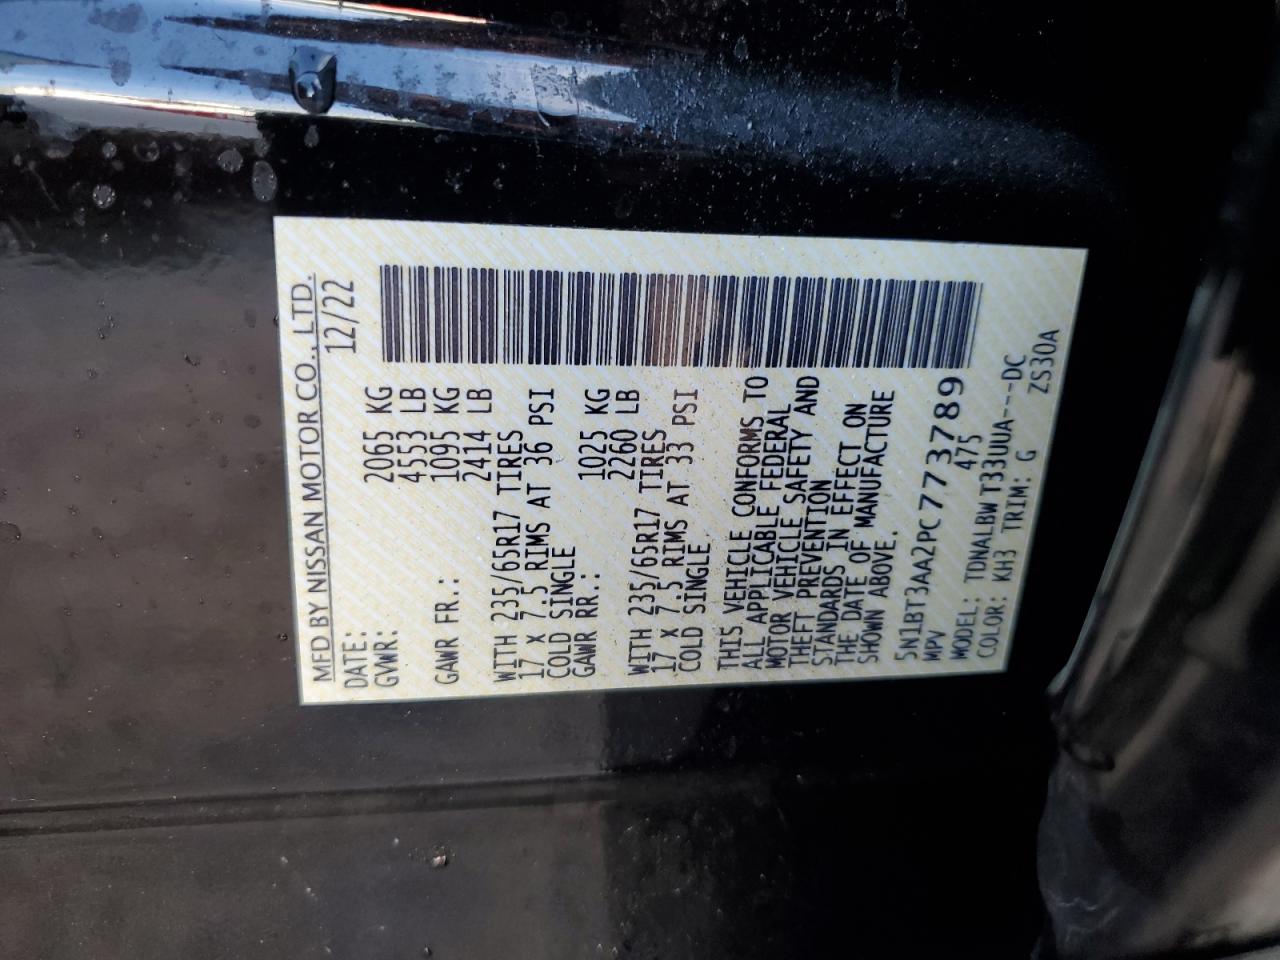 MFD BY NISSAN MOTOR CO., LTD.
DATE: 12/22
GVWR: 2065 KG
4553 LB
GAWR FR.: 1095 KG
2414 LB
WITH 235/65R17 TIRES
17 X 7.5 RIMS AT 36 PSI
COLD SINGLE
GAWR RR.: 1025 KG
2260 LB
WITH 235/65R17 TIRES
17 X 7.5 RIMS AT 33 PSI
COLD SINGLE
THIS VEHICLE CONFORMS TO
ALL APPLICABLE FEDERAL
MOTOR VEHICLE SAFETY AND
THEFT PREVENTION
STANDARDS IN EFFECT ON
THE DATE OF MANUFACTURE
SHOWN ABOVE.
5N1BT3AA2PC773789
MPV 475
MODEL: TDNALBW T33UUA---DC
COLOR: KH3 TRIM: G ZS30A